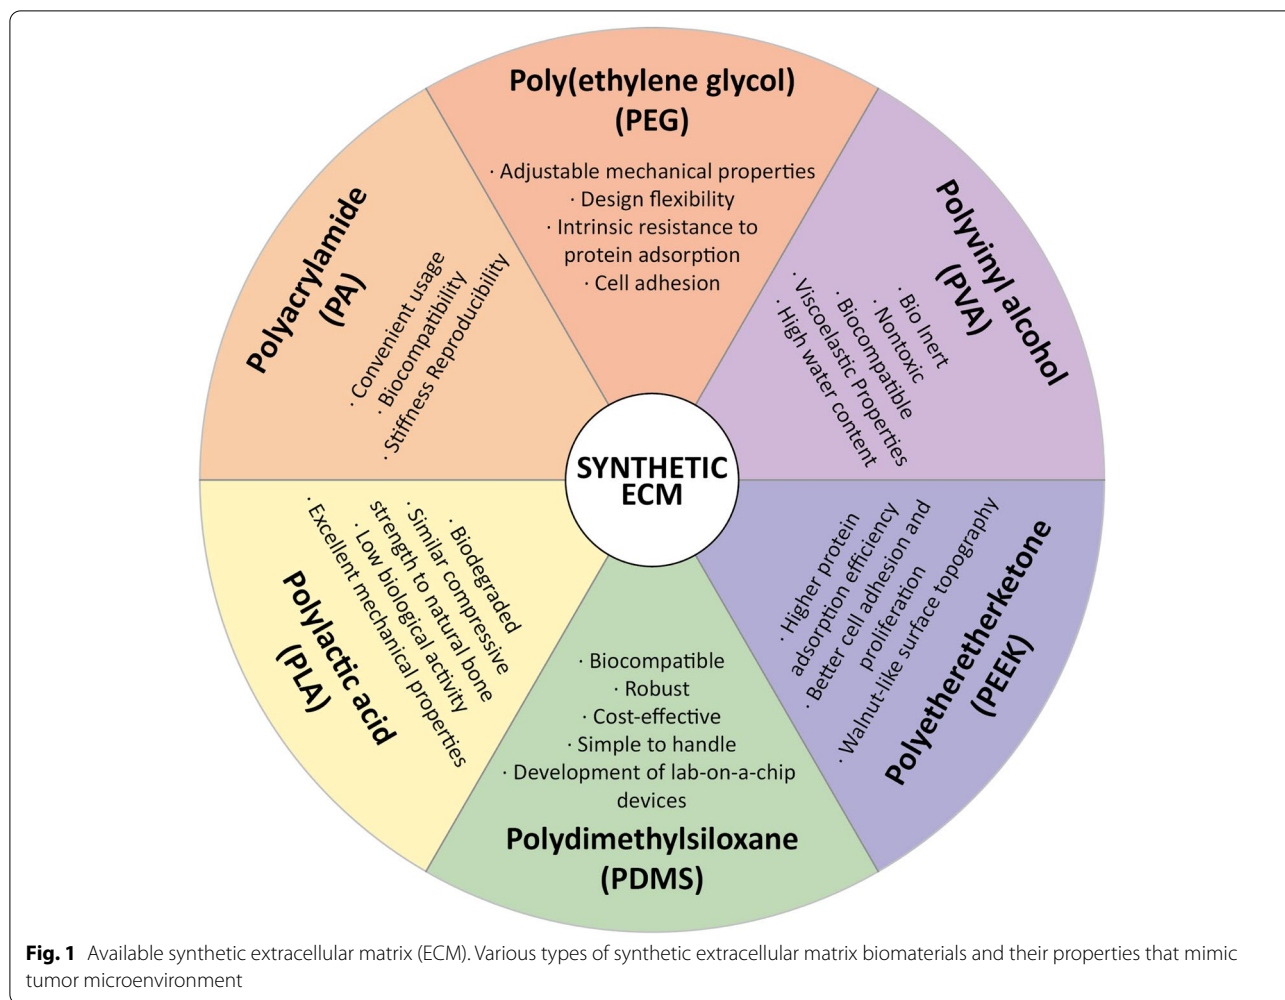 Poly(ethylene glycol)
(PEG)
· Adjustable mechanical properties
· Design flexibility
· Intrinsic resistance to
protein adsorption
· Cell adhesion
Polyvinyl alcohol
(PVA)
· Bio Inert
· Nontoxic
· Biocompatible
· Viscoelastic Properties
· High water content
Polyetheretherketone
(PEEK)
· Higher protein
adsorption efficiency
· Better cell adhesion and
proliferation
· Walnut-like surface topography
· Biocompatible
· Robust
· Cost-effective
· Simple to handle
· Development of lab-on-a-chip
devices
Polydimethylsiloxane
(PDMS)
· Biodegraded
· Similar compressive
strength to natural bone
· Low biological activity
· Excellent mechanical properties
Polylactic acid
(PLA)
Polyacrylamide
(PA)
· Convenient usage
· Biocompatibility
· Stiffness Reproducibility
SYNTHETIC
ECM
Fig. 1 Available synthetic extracellular matrix (ECM). Various types of synthetic extracellular matrix biomaterials and their properties that mimic
tumor microenvironment